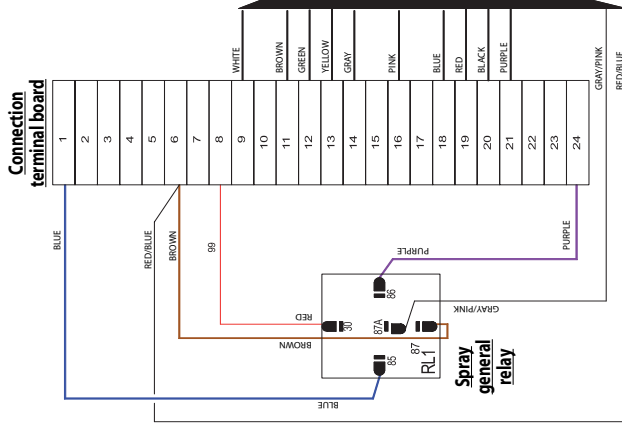 Connection
terminal board
1
2
3
4
5
6
7
8
9
10
11
12
13
14
15
16
17
18
19
20
21
22
23
24
WHITE
BROWN
GREEN
YELLOW
GRAY
PINK
BLUE
RED
BLACK
PURPLE
GRAY/PINK
RED/BLUE
BLUE
RED/BLUE
BROWN
99
PURPLE
PURPLE
RED
BROWN
BLUE
GRAY/PINK
30
87A
87
86
85
RL1
Spray
general
relay